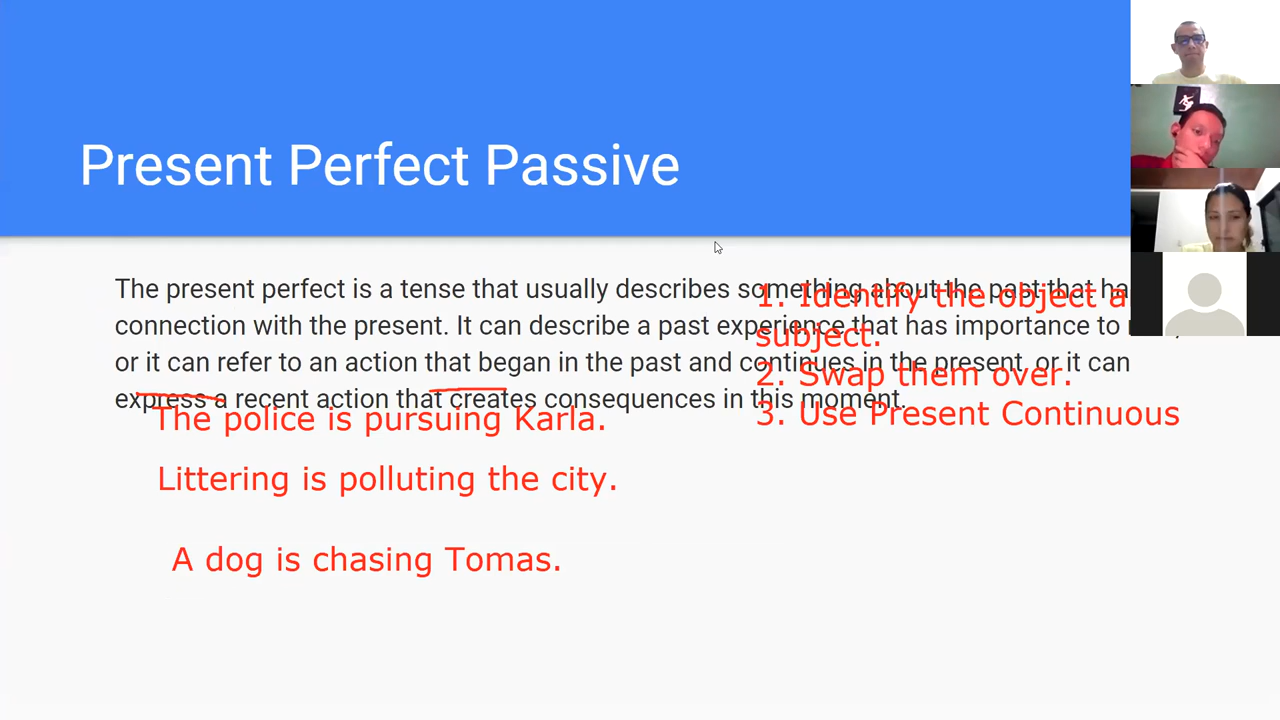 Present Perfect Passive
The present perfect is a tense that usually describes something about the past that
connection with the present. It can describe a past experience that has importance to
or it can refer to an action that began in the past and continues in the present, or it can
express a recent action that creates consequences in this moment.
1. Identify the object
subject.
2. Swap them over.
3. Use Present Continuous
The police is pursuing Karla.
Littering is polluting the city.
A dog is chasing Tomas.